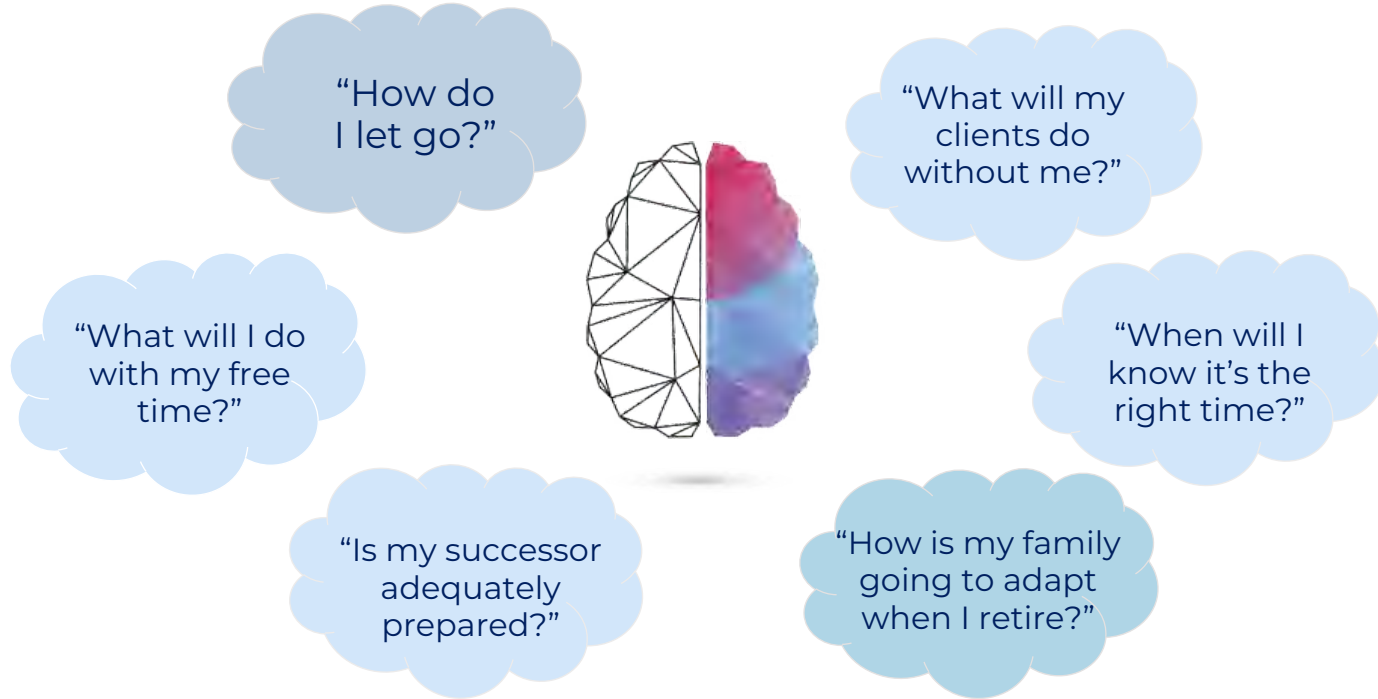 “How do
I let go?”
“What will my
clients do
without me?”
“What will I do
with my free
time?”
“When will I
know it’s the
right time?”
“Is my successor
adequately
prepared?”
“How is my family
going to adapt
when I retire?”